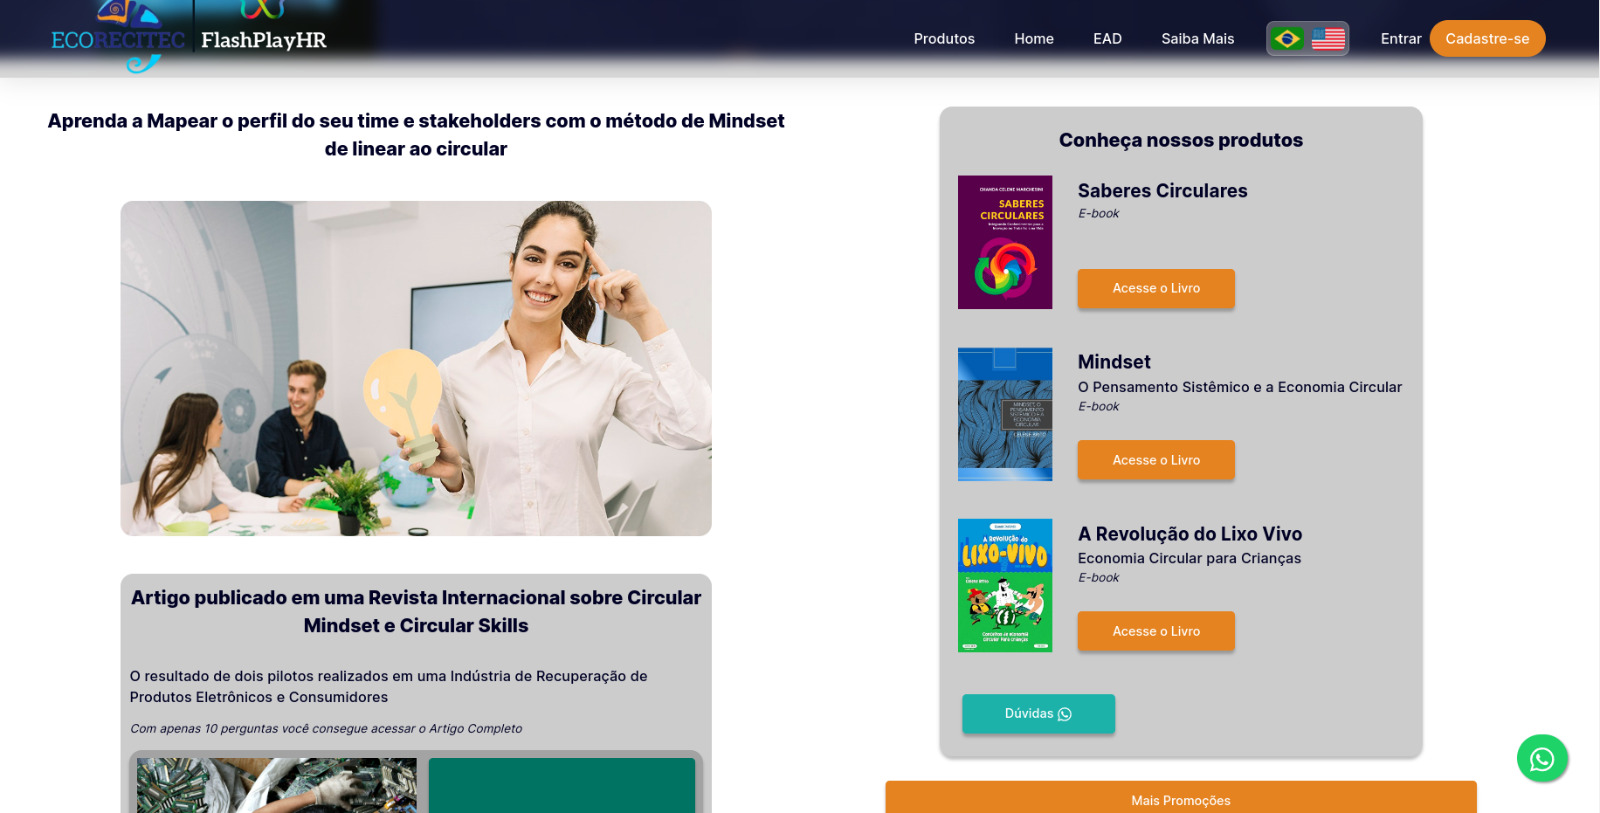 ECORECITEC
FlashPlayHR
Produtos
Home
EAD
Saiba Mais
Entrar
Cadastre-se
Aprenda a Mapear o perfil do seu time e stakeholders com o método de Mindset
de linear ao circular
Artigo publicado em uma Revista Internacional sobre Circular
Mindset e Circular Skills
O resultado de dois pilotos realizados em uma Indústria de Recuperação de
Produtos Eletrônicos e Consumidores
Com apenas 10 perguntas você consegue acessar o Artigo Completo
Conheça nossos produtos
SABERES
CIRCULARES
Saberes Circulares
E-book
Acesse o Livro
MINDSET: O
PENSAMENTO
SISTÊMICO E A
ECONOMIA
CIRCULAR
Mindset
O Pensamento Sistêmico e a Economia Circular
E-book
Acesse o Livro
A REVOLUÇÃO DO
LIXO-VIVO
A Revolução do Lixo Vivo
Economia Circular para Crianças
E-book
Acesse o Livro
Dúvidas
Mais Promoções